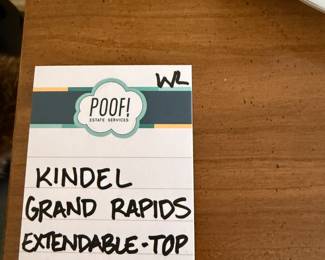 WR
POOF!
ESTATE SERVICES
KINDEL
GRAND RAPIDS
EXTENDABLE-TOP